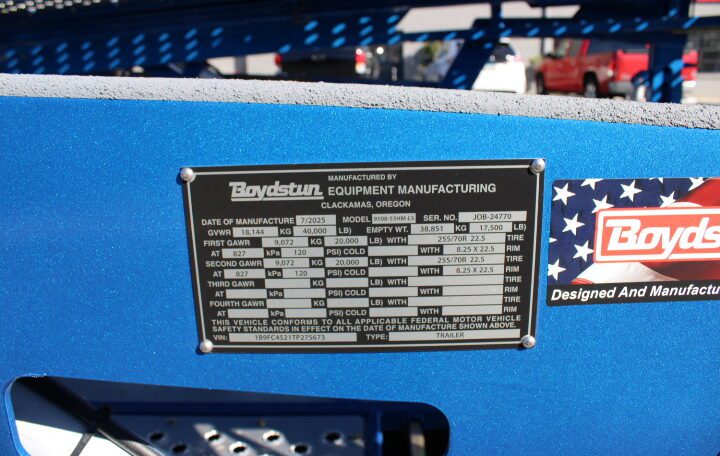 MANUFACTURED BY
Boydstun EQUIPMENT MANUFACTURING
CLACKAMAS, OREGON
DATE OF MANUFACTURE 7/2025 MODEL 9108-53HM-LS SER. NO. JOB-24770
GVWR 18,144 KG 40,000 LB) EMPTY WT. 38,851 KG 17,500 LB)
FIRST GAWR 9,072 KG 20,000 LB) WITH 255/70R 22.5 TIRE
AT 827 kPa 120 PSI) COLD 8.25 X 22.5 RIM
SECOND GAWR 9,072 KG 20,000 LB) WITH 255/70R 22.5 TIRE
AT 827 kPa 120 PSI) COLD 8.25 X 22.5 RIM
THIRD GAWR KG LB) WITH TIRE
AT kPa PSI) COLD RIM
FOURTH GAWR KG LB) WITH TIRE
AT kPa PSI) COLD RIM
THIS VEHICLE CONFORMS TO ALL APPLICABLE FEDERAL MOTOR VEHICLE
SAFETY STANDARDS IN EFFECT ON THE DATE OF MANUFACTURE SHOWN ABOVE.
VIN: 1B9FC4521TP275673 TYPE: TRAILER
Boyds
Designed And Manufactu